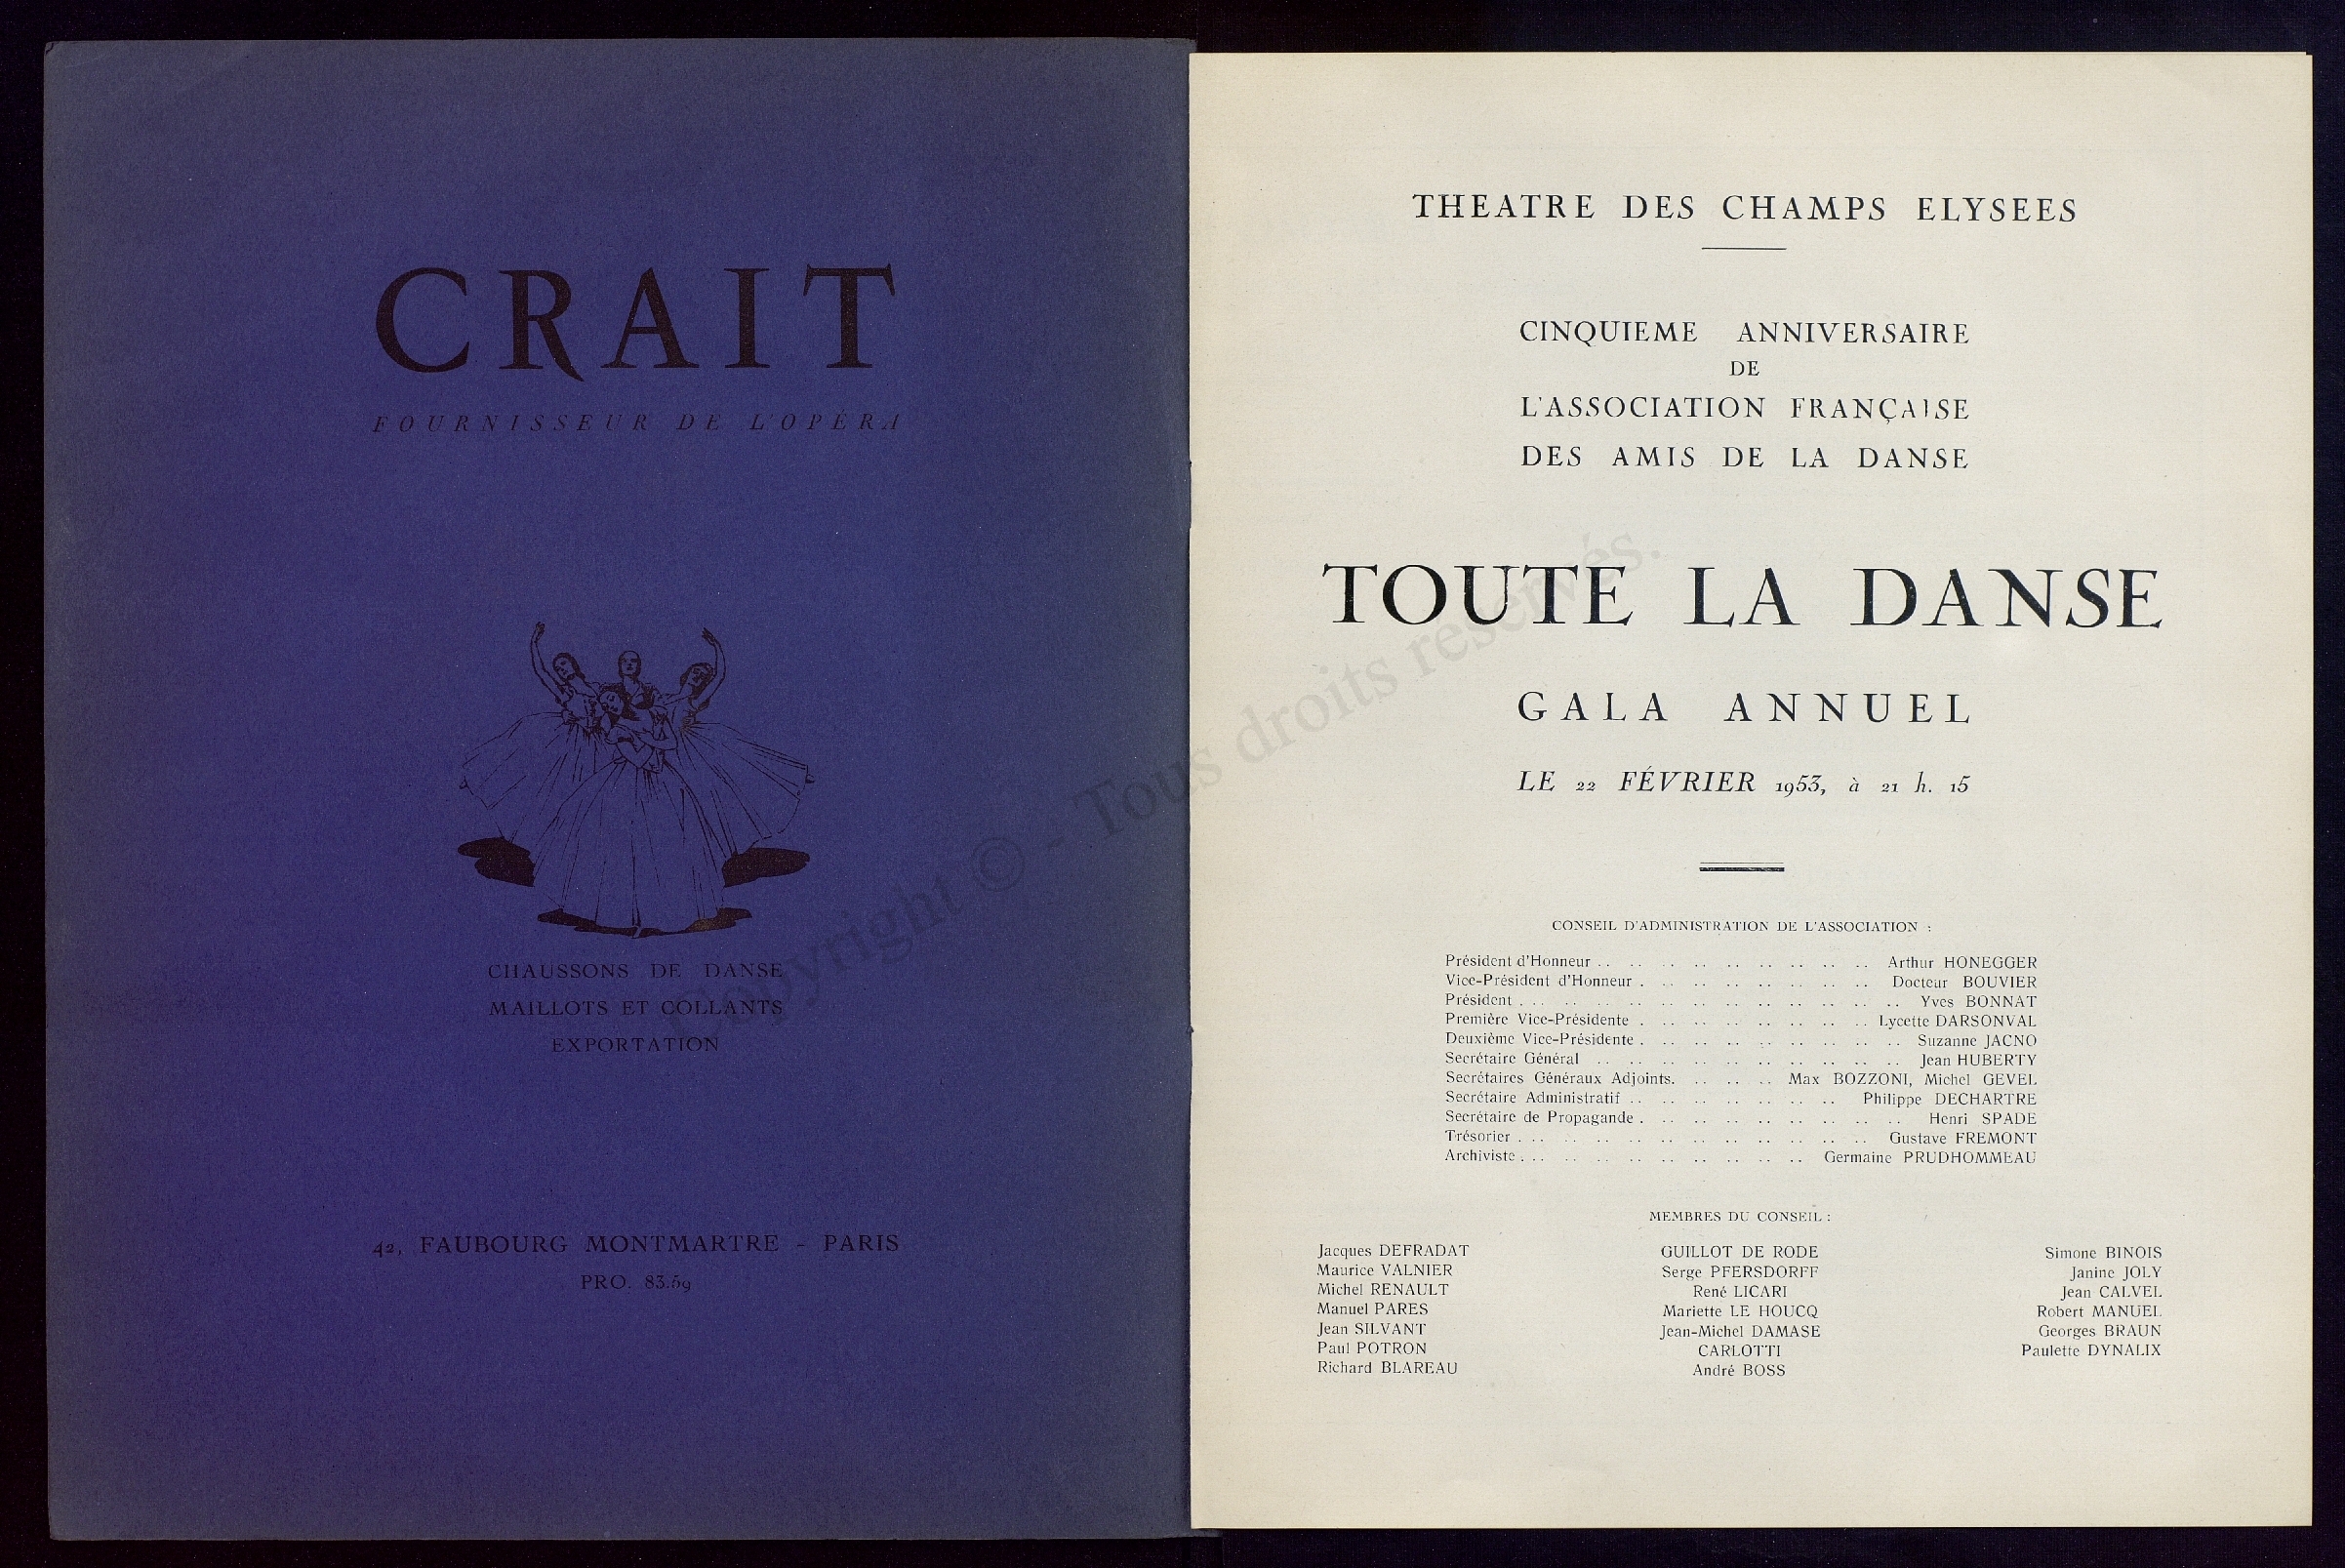 CRAIT
FOURNISSEUR DE L'OPÉRA
CHAUSSONS DE DANSE
MAILLOTS ET COLLANTS
EXPORTATION
42, FAUBOURG MONTMARTRE - PARIS
PRO. 83.59
THEATRE DES CHAMPS ELYSEES
CINQUIEME ANNIVERSAIRE
DE
L'ASSOCIATION FRANÇAISE
DES AMIS DE LA DANSE
TOUTE LA DANSE
GALA ANNUEL
LE 22 FÉVRIER 1953, à 21 h. 15
CONSEIL D'ADMINISTRATION DE L'ASSOCIATION :
Président d'Honneur .. .. .. .. .. .. .. .. .. Arthur HONEGGER
Vice-Président d'Honneur . .. .. .. .. .. .. .. Docteur BOUVIER
Président . .. .. .. .. .. .. .. .. .. .. .. .. Yves BONNAT
Première Vice-Présidente . .. .. .. .. .. .. .. Lycette DARSONVAL
Deuxième Vice-Présidente . .. .. .. .. .. .. .. .. Suzanne JACNO
Secrétaire Général .. .. .. .. .. .. .. .. .. .. Jean HUBERTY
Secrétaires Généraux Adjoints. .. .. .. Max BOZZONI, Michel GEVEL
Secrétaire Administratif .. .. .. .. .. .. .. Philippe DECHARTRE
Secrétaire de Propagande . .. .. .. .. .. .. .. .. Henri SPADE
Trésorier . .. .. .. .. .. .. .. .. .. .. .. Gustave FREMONT
Archiviste . .. .. .. .. .. .. .. .. .. Germaine PRUDHOMMEAU
MEMBRES DU CONSEIL :
Jacques DEFRADAT
Maurice VALNIER
Michel RENAULT
Manuel PARES
Jean SILVANT
Paul POTRON
Richard BLAREAU
GUILLOT DE RODE
Serge PFERSDORFF
René LICARI
Mariette LE HOUCQ
Jean-Michel DAMASE
CARLOTTI
André BOSS
Simone BINOIS
Janine JOLY
Jean CALVEL
Robert MANUEL
Georges BRAUN
Paulette DYNALIX
Copyright © - Tous droits reservés.